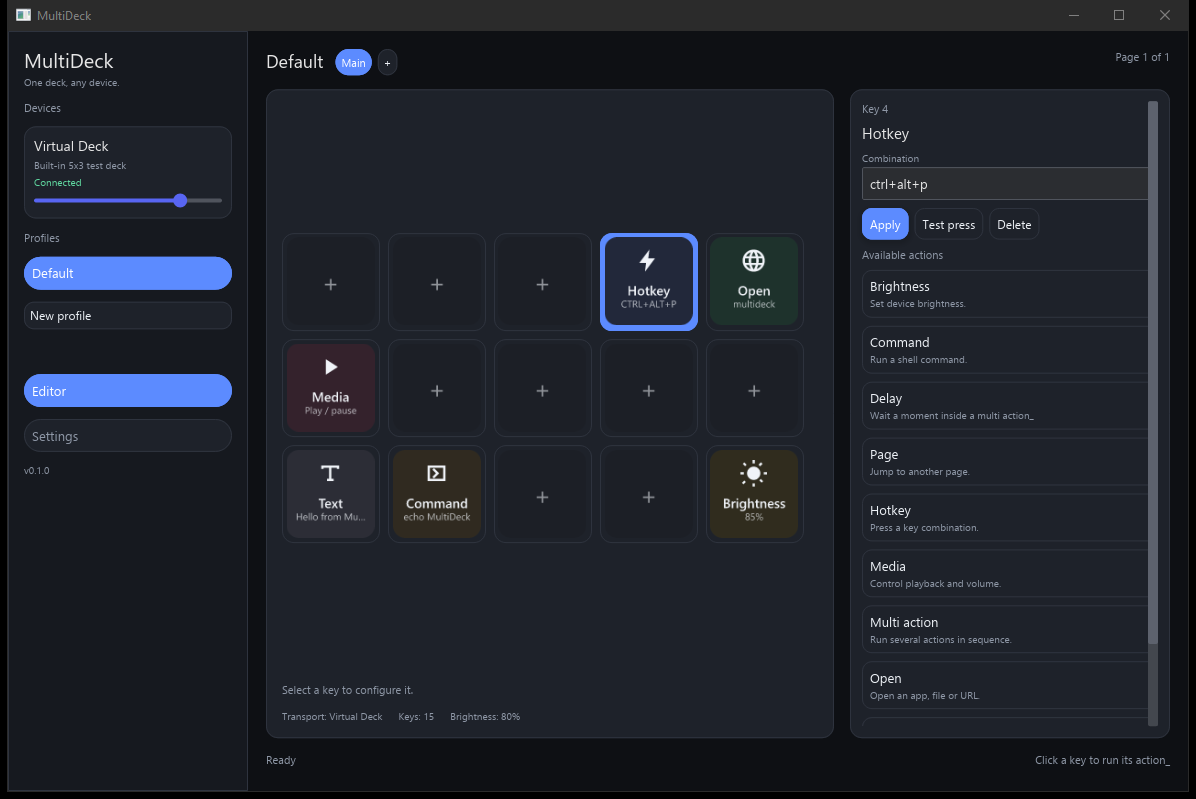 MultiDeck
MultiDeck
One deck, any device.
Devices
Virtual Deck
Built-in 5x3 test deck
Connected
Profiles
Default
New profile
Editor
Settings
v0.1.0
Default Main +
Page 1 of 1
+ + +
Hotkey
CTRL+ALT+P
Open
multideck
Media
Play / pause
+ + + +
Text
Hello from Mu...
Command
echo MultiDeck
+ +
Brightness
85%
Select a key to configure it.
Transport: Virtual Deck Keys: 15 Brightness: 80%
Key 4
Hotkey
Combination
ctrl+alt+p
Apply Test press Delete
Available actions
Brightness
Set device brightness.
Command
Run a shell command.
Delay
Wait a moment inside a multi action_
Page
Jump to another page.
Hotkey
Press a key combination.
Media
Control playback and volume.
Multi action
Run several actions in sequence.
Open
Open an app, file or URL.
Ready
Click a key to run its action_